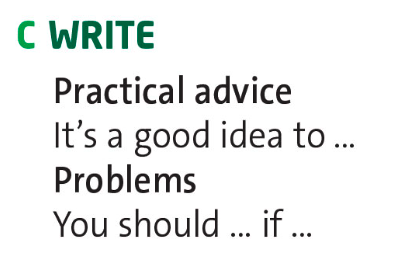 C WRITE
Practical advice
It's a good idea to ...
Problems
You should ... if ...